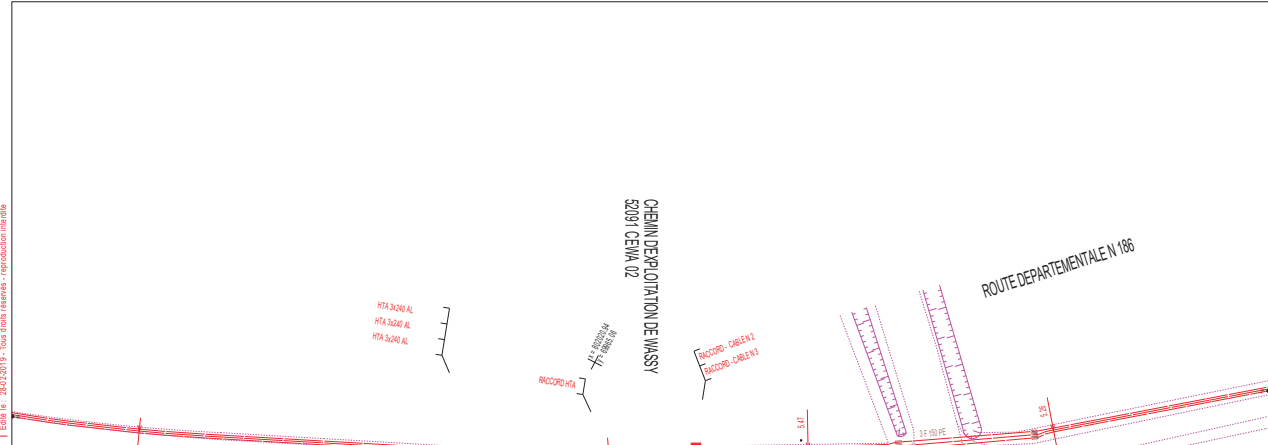 Edité le : 28-02-2019 - Tous droits réservés - reproduction interdite
CHEMIN D'EXPLOITATION DE WASSY
52091 CEWA 02
ROUTE DEPARTEMENTALE N 186
HTA 3x240 AL
HTA 3x240 AL
HTA 3x240 AL
RACCORD HTA
RACCORD - CABLE N 2
RACCORD - CABLE N 3
3 F 150 PE